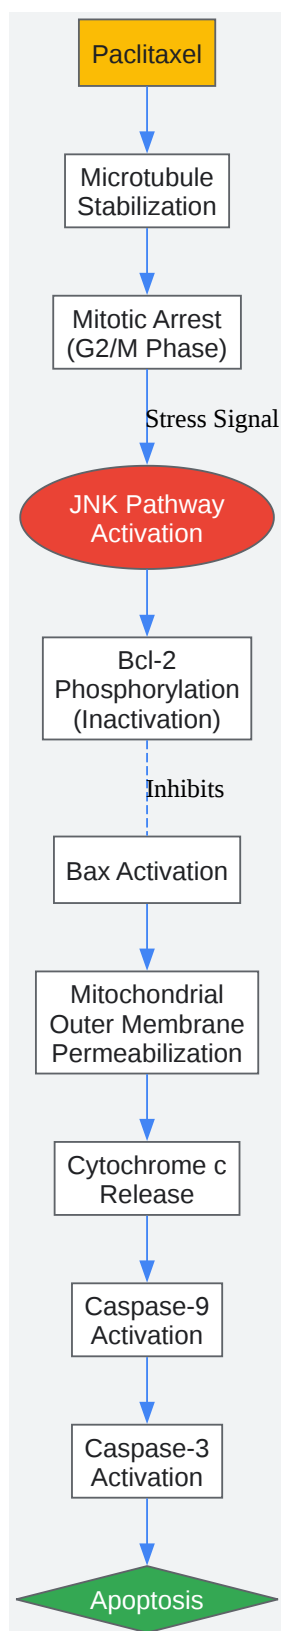 Paclitaxel
Microtubule
Stabilization
Mitotic Arrest
(G2/M Phase)
Stress Signal
JNK Pathway
Activation
Bcl-2
Phosphorylation
(Inactivation)
Inhibits
Bax Activation
Mitochondrial
Outer Membrane
Permeabilization
Cytochrome c
Release
Caspase-9
Activation
Caspase-3
Activation
Apoptosis